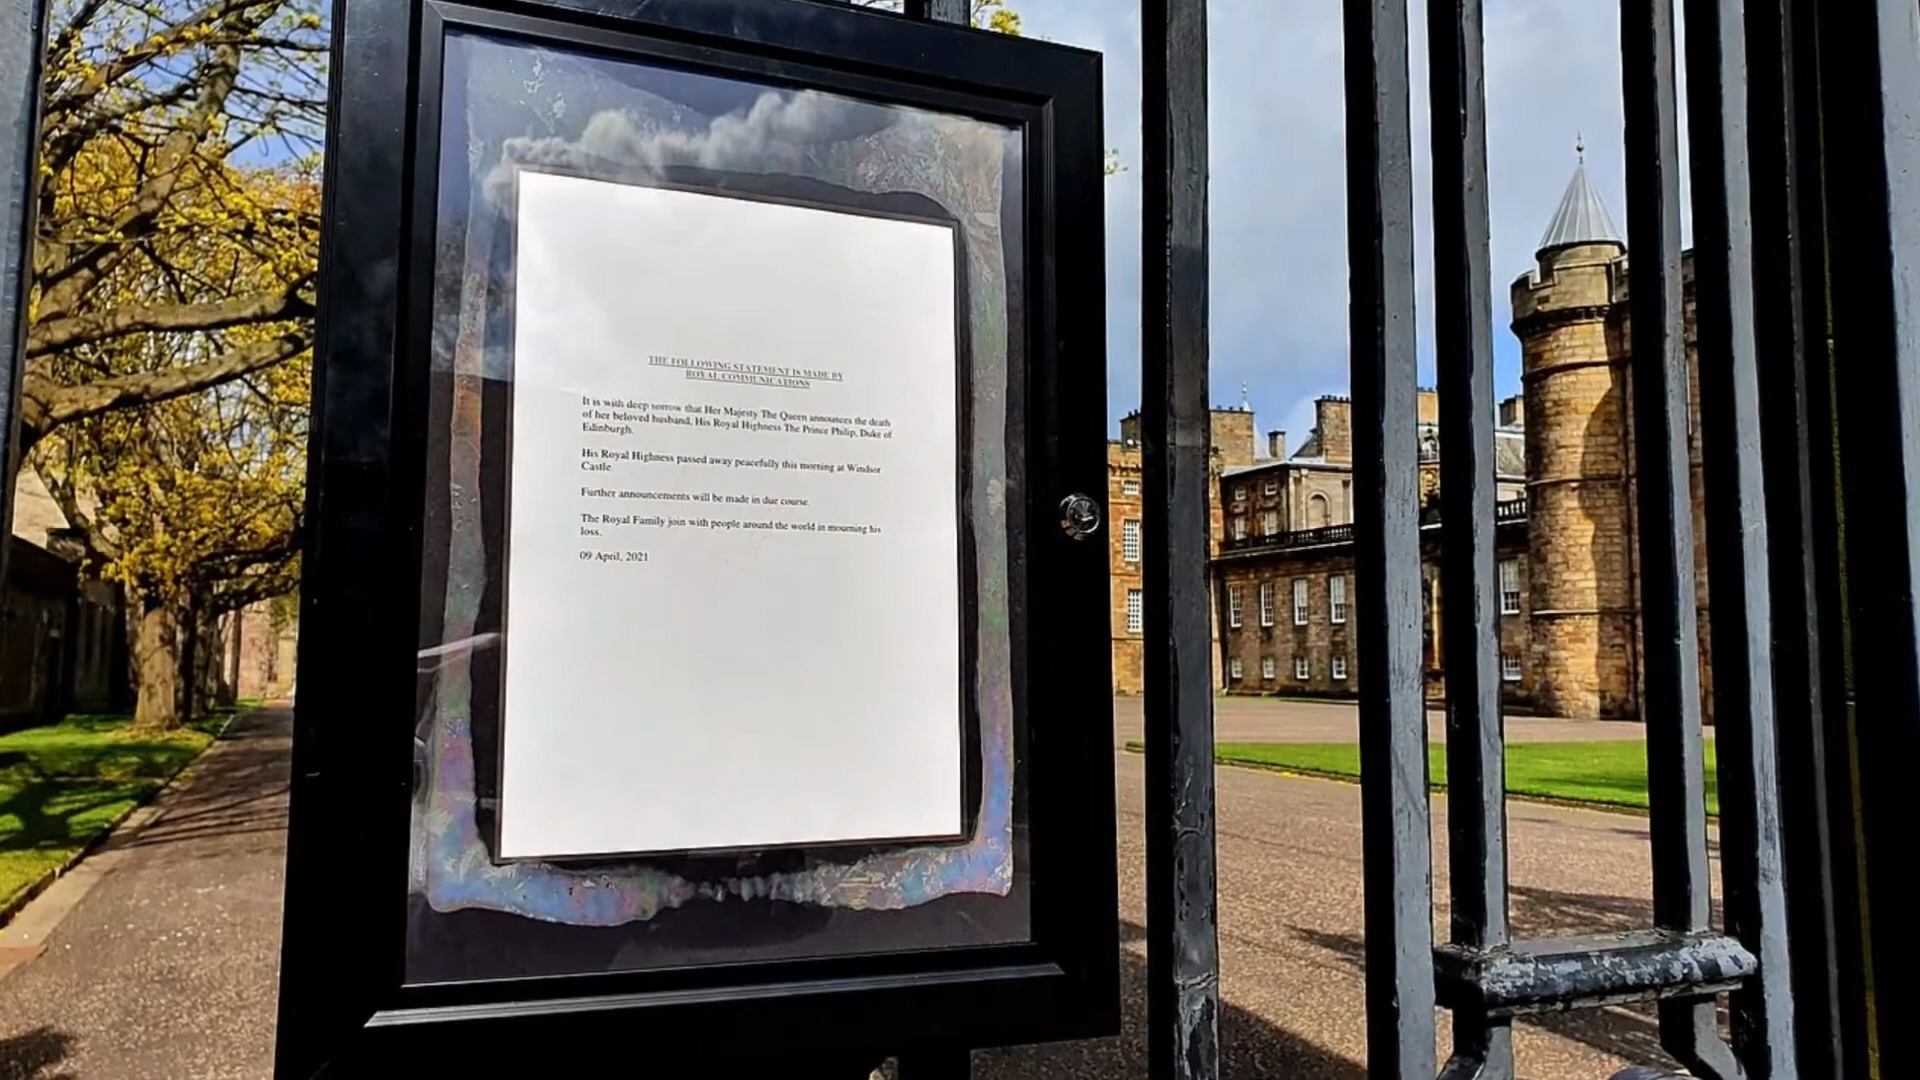 THE FOLLOWING STATEMENT IS MADE BY
ROYAL COMMUNICATIONS
It is with deep sorrow that Her Majesty The Queen announces the death
of her beloved husband, His Royal Highness The Prince Philip, Duke of
Edinburgh.
His Royal Highness passed away peacefully this morning at Windsor
Castle.
Further announcements will be made in due course.
The Royal Family join with people around the world in mourning his
loss.
09 April, 2021